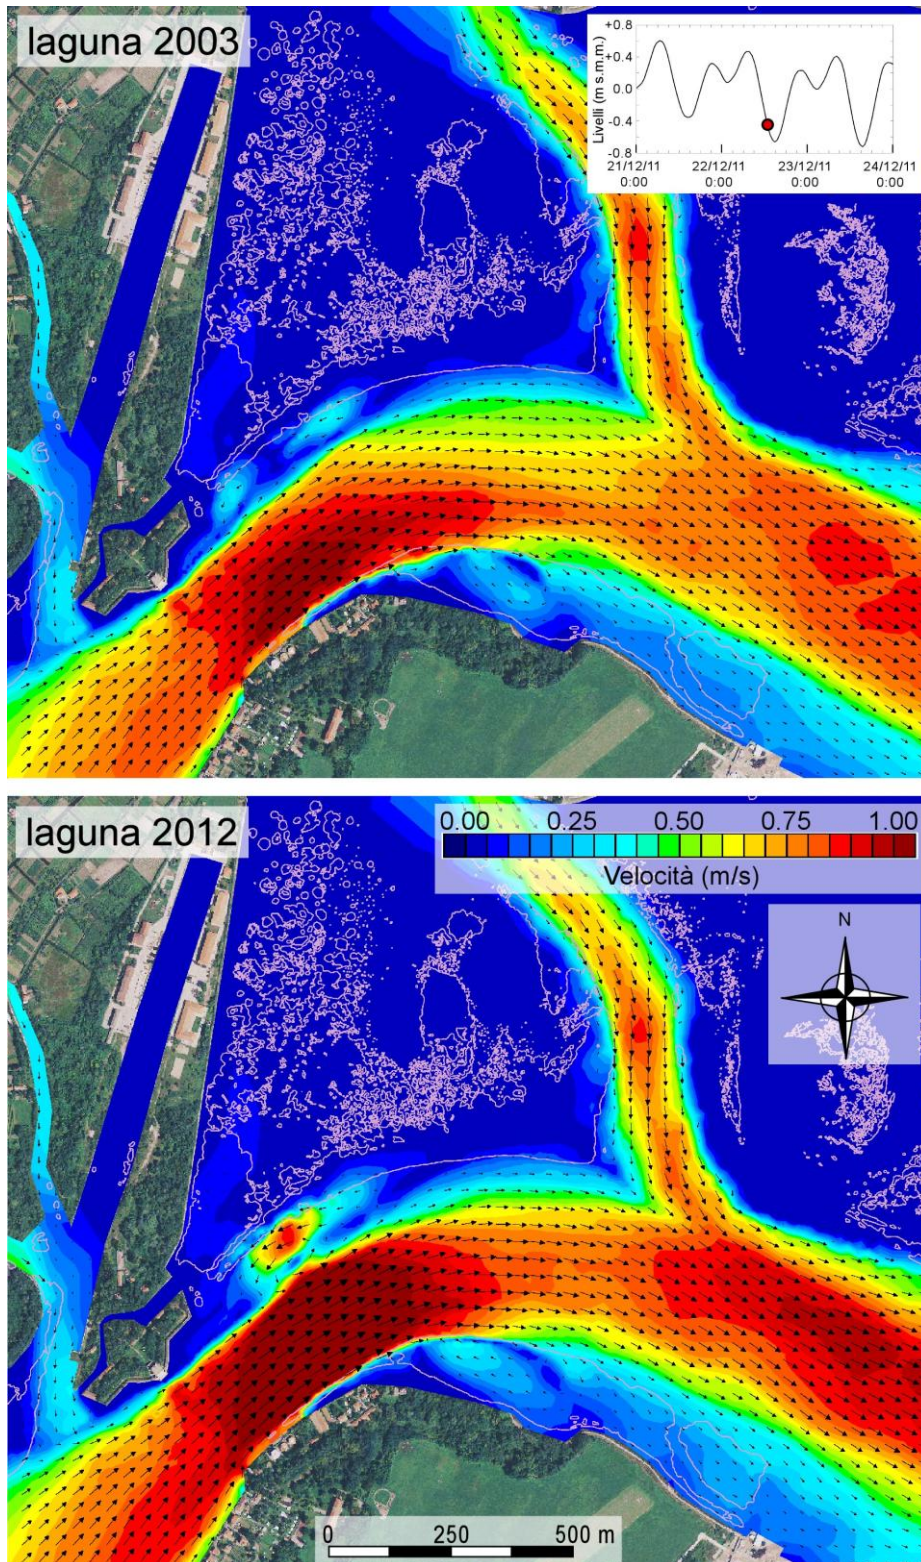 laguna 2003
Livelli (m s.m.m.)
+0.8
+0.4
0.0
-0.4
-0.8
21/12/11 22/12/11 23/12/11 24/12/11
0:00 0:00 0:00 0:00
laguna 2012
0.00 0.25 0.50 0.75 1.00
Velocità (m/s)
N
0 250 500 m